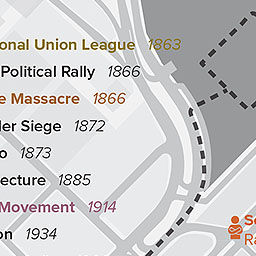 onal Union League 1863
Political Rally 1866
e Massacre 1866
ler Siege 1872
o 1873
ecture 1885
Movement 1914
on 1934
S
Ra